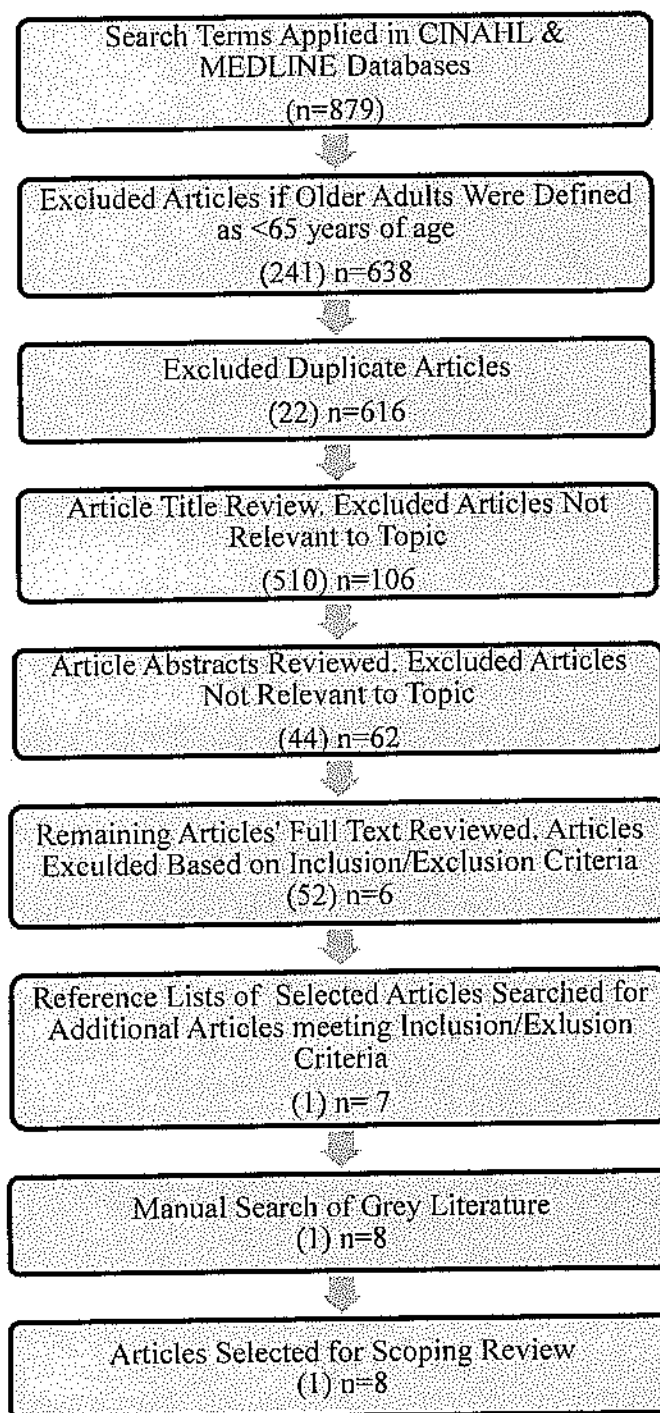 Search Terms Applied in CINAHL &
MEDLINE Databases
(n=879)
Excluded Articles if Older Adults Were Defined
as <65 years of age
(241) n=638
Excluded Duplicate Articles
(22) n=616
Article Title Review. Excluded Articles Not
Relevant to Topic
(510) n=106
Article Abstracts Reviewed. Excluded Articles
Not Relevant to Topic
(44) n=62
Remaining Articles' Full Text Reviewed. Articles
Exculded Based on Inclusion/Exclusion Criteria
(52) n=6
Reference Lists of Selected Articles Searched for
Additional Articles meeting Inclusion/Exlusion
Criteria
(1) n= 7
Manual Search of Grey Literature
(1) n=8
Articles Selected for Scoping Review
(1) n=8